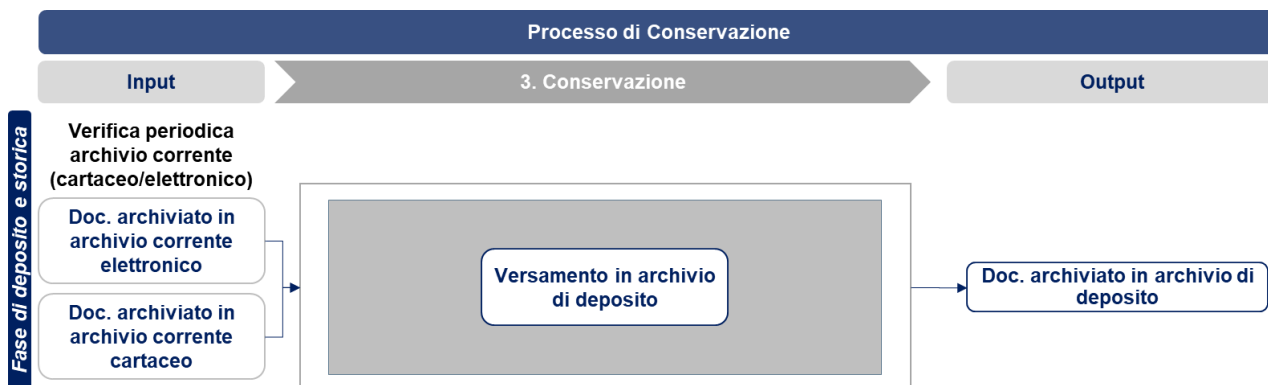 Processo di Conservazione
Input
3. Conservazione
Output
Fase di deposito e storica
Verifica periodica
archivio corrente
(cartaceo/elettronico)
Doc. archiviato in
archivio corrente
elettronico
Doc. archiviato in
archivio corrente
cartaceo
Versamento in archivio
di deposito
Doc. archiviato in archivio di
deposito